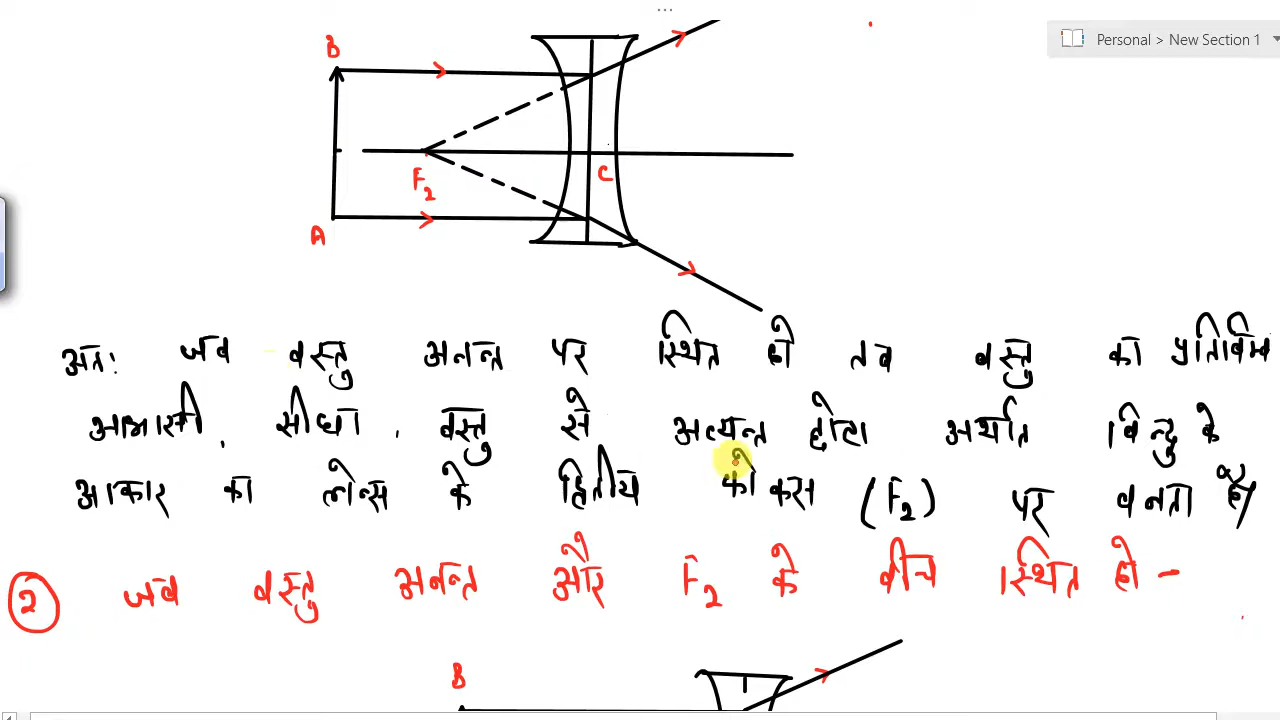 Personal > New Section 1
B
F2
C
A
अतः जब वस्तु अनन्त पर स्थित हो तब वस्तु का प्रतिबिम्ब
आभासी, सीधा, वस्तु से अत्यन्त छोटा अर्थात बिन्दु के
आकार का लेन्स के द्वितीय फोकस (F2) पर बनता है।
2 जब वस्तु अनन्त और F2 के बीच स्थित हो -
B